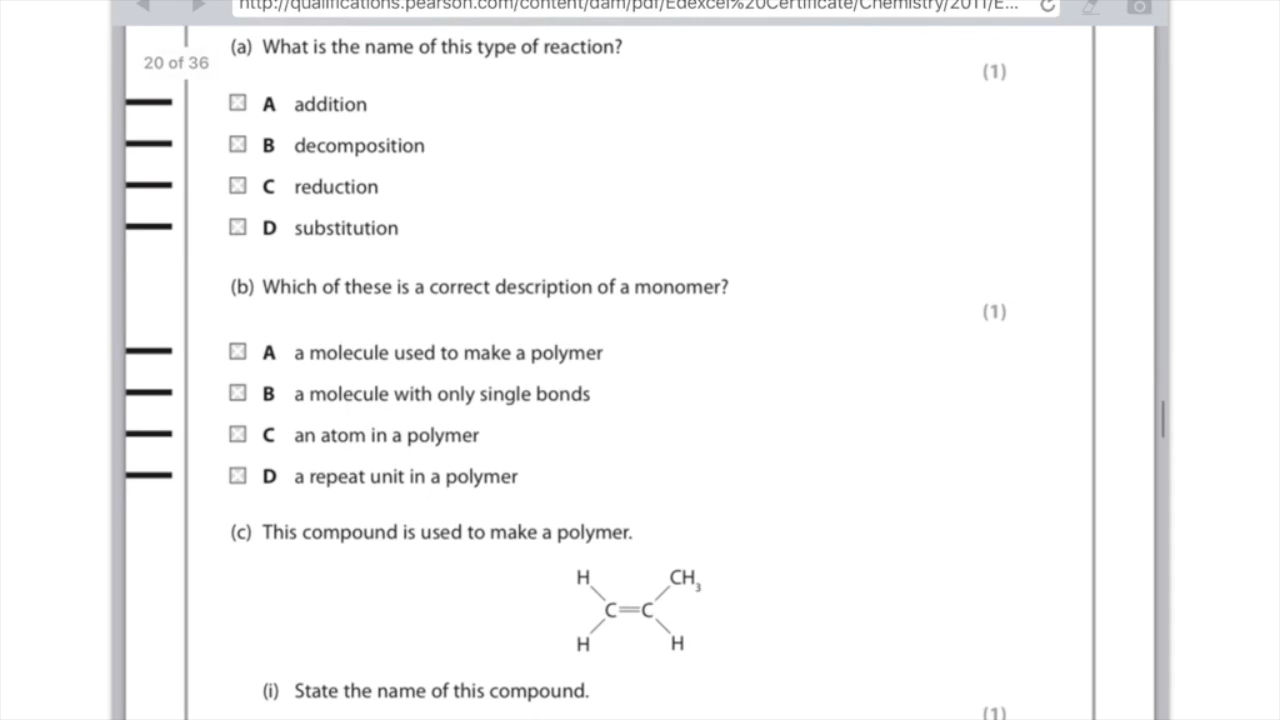 http://qualifications.pearson.com/content/dam/pdf/Edexcel%20Certificate/Chemistry/2011/E...
(a) What is the name of this type of reaction?
20 of 36
(1)
A addition
B decomposition
C reduction
D substitution
(b) Which of these is a correct description of a monomer?
(1)
A a molecule used to make a polymer
B a molecule with only single bonds
C an atom in a polymer
D a repeat unit in a polymer
(c) This compound is used to make a polymer.
H CH₃
C=C
H H
(i) State the name of this compound.
(1)